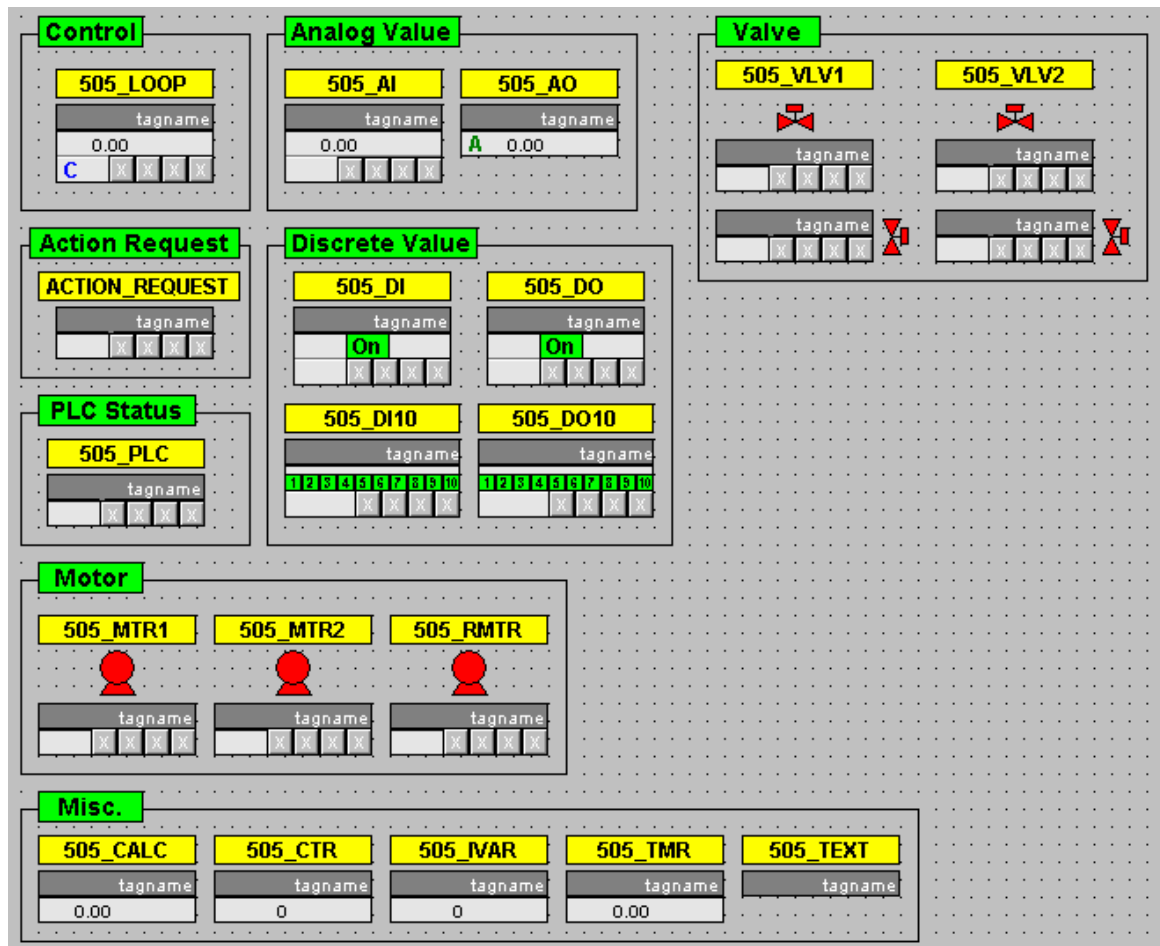 Control
505_LOOP
tagname
0.00
C X X X X
Analog Value
505_AI 505_AO
tagname tagname
0.00 A 0.00
X X X X
Valve
505_VLV1 505_VLV2
tagname tagname
X X X X X X X X
tagname tagname
X X X X X X X X
Action Request
ACTION_REQUEST
tagname
X X X X
Discrete Value
505_DI 505_DO
tagname tagname
On On
X X X X X X X X
505_DI10 505_DO10
tagname tagname
1 2 3 4 5 6 7 8 9 10 1 2 3 4 5 6 7 8 9 10
X X X X X X X X
PLC Status
505_PLC
tagname
X X X X
Motor
505_MTR1 505_MTR2 505_RMTR
tagname tagname tagname
X X X X X X X X X X X X
Misc.
505_CALC 505_CTR 505_IVAR 505_TMR 505_TEXT
tagname tagname tagname tagname tagname
0.00 0 0 0.00